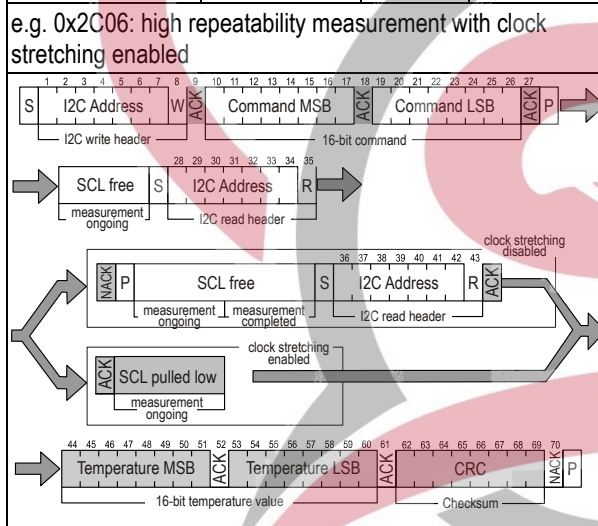 e.g. 0x2C06: high repeatability measurement with clock
stretching enabled
1 2 3 4 5 6 7 8 9 10 11 12 13 14 15 16 17 18 19 20 21 22 23 24 25 26 27
S I2C Address W ACK Command MSB ACK Command LSB ACK P
I2C write header 16-bit command
28 29 30 31 32 33 34 35
SCL free S I2C Address R
measurement ongoing I2C read header
clock stretching
disabled
36 37 38 39 40 41 42 43
NACK P SCL free S I2C Address R ACK
measurement measurement
ongoing completed I2C read header
clock stretching
enabled
ACK SCL pulled low
measurement
ongoing
44 45 46 47 48 49 50 51 52 53 54 55 56 57 58 59 60 61 62 63 64 65 66 67 68 69 70
Temperature MSB ACK Temperature LSB ACK CRC NACK P
16-bit temperature value Checksum